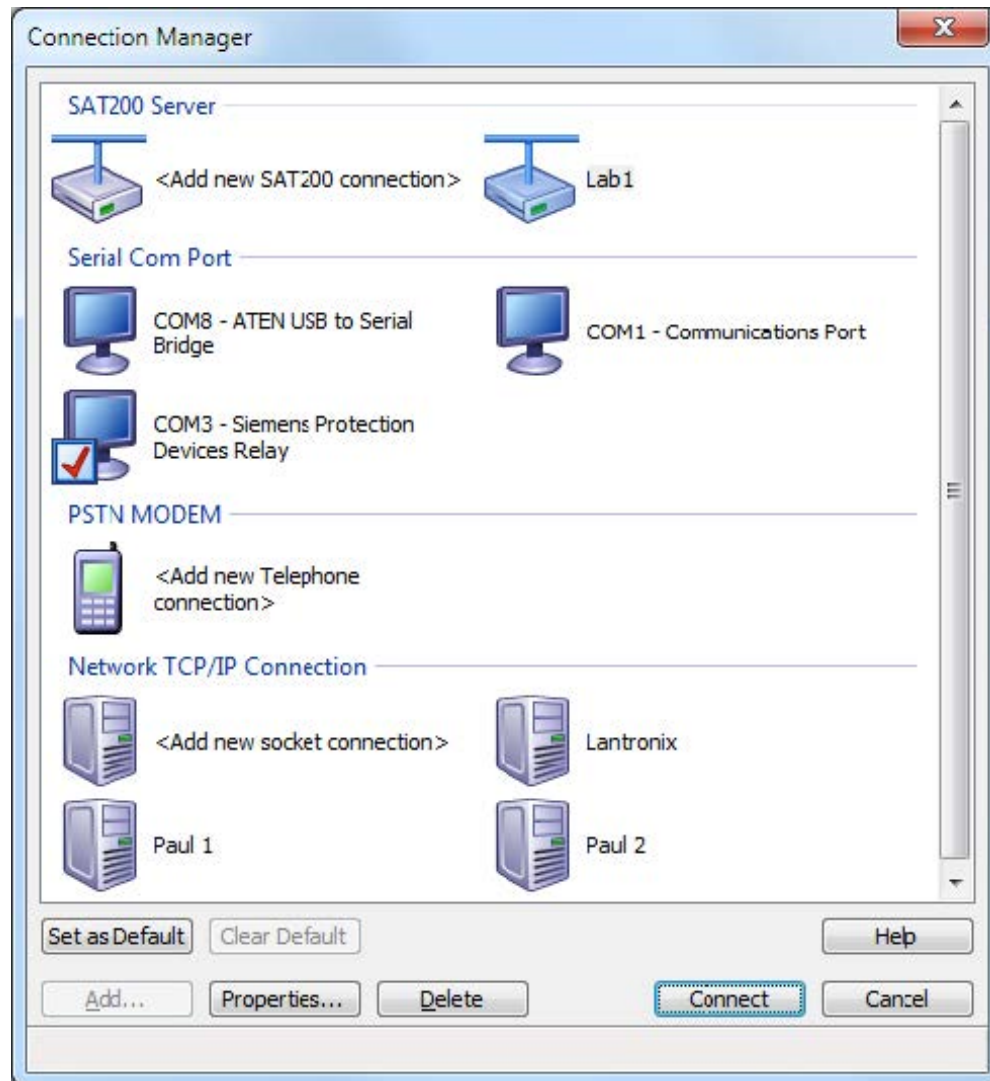 Connection Manager
SAT200 Server
<Add new SAT200 connection>
Lab1
Serial Com Port
COM8 - ATEN USB to Serial
Bridge
COM1 - Communications Port
COM3 - Siemens Protection
Devices Relay
PSTN MODEM
<Add new Telephone
connection>
Network TCP/IP Connection
<Add new socket connection>
Lantronix
Paul 1
Paul 2
Set as Default
Clear Default
Help
Add...
Properties...
Delete
Connect
Cancel